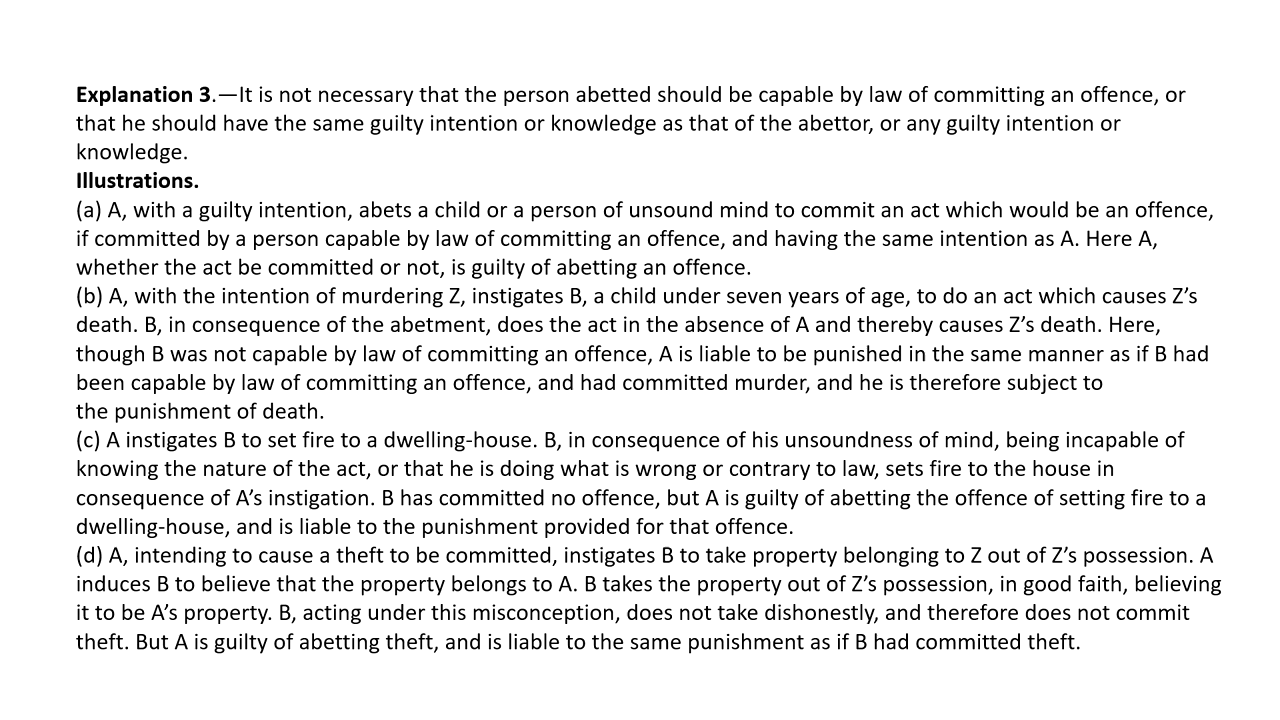 Explanation 3.—It is not necessary that the person abetted should be capable by law of committing an offence, or
that he should have the same guilty intention or knowledge as that of the abettor, or any guilty intention or
knowledge.
Illustrations.
(a) A, with a guilty intention, abets a child or a person of unsound mind to commit an act which would be an offence,
if committed by a person capable by law of committing an offence, and having the same intention as A. Here A,
whether the act be committed or not, is guilty of abetting an offence.
(b) A, with the intention of murdering Z, instigates B, a child under seven years of age, to do an act which causes Z’s
death. B, in consequence of the abetment, does the act in the absence of A and thereby causes Z’s death. Here,
though B was not capable by law of committing an offence, A is liable to be punished in the same manner as if B had
been capable by law of committing an offence, and had committed murder, and he is therefore subject to
the punishment of death.
(c) A instigates B to set fire to a dwelling-house. B, in consequence of his unsoundness of mind, being incapable of
knowing the nature of the act, or that he is doing what is wrong or contrary to law, sets fire to the house in
consequence of A’s instigation. B has committed no offence, but A is guilty of abetting the offence of setting fire to a
dwelling-house, and is liable to the punishment provided for that offence.
(d) A, intending to cause a theft to be committed, instigates B to take property belonging to Z out of Z’s possession. A
induces B to believe that the property belongs to A. B takes the property out of Z’s possession, in good faith, believing
it to be A’s property. B, acting under this misconception, does not take dishonestly, and therefore does not commit
theft. But A is guilty of abetting theft, and is liable to the same punishment as if B had committed theft.